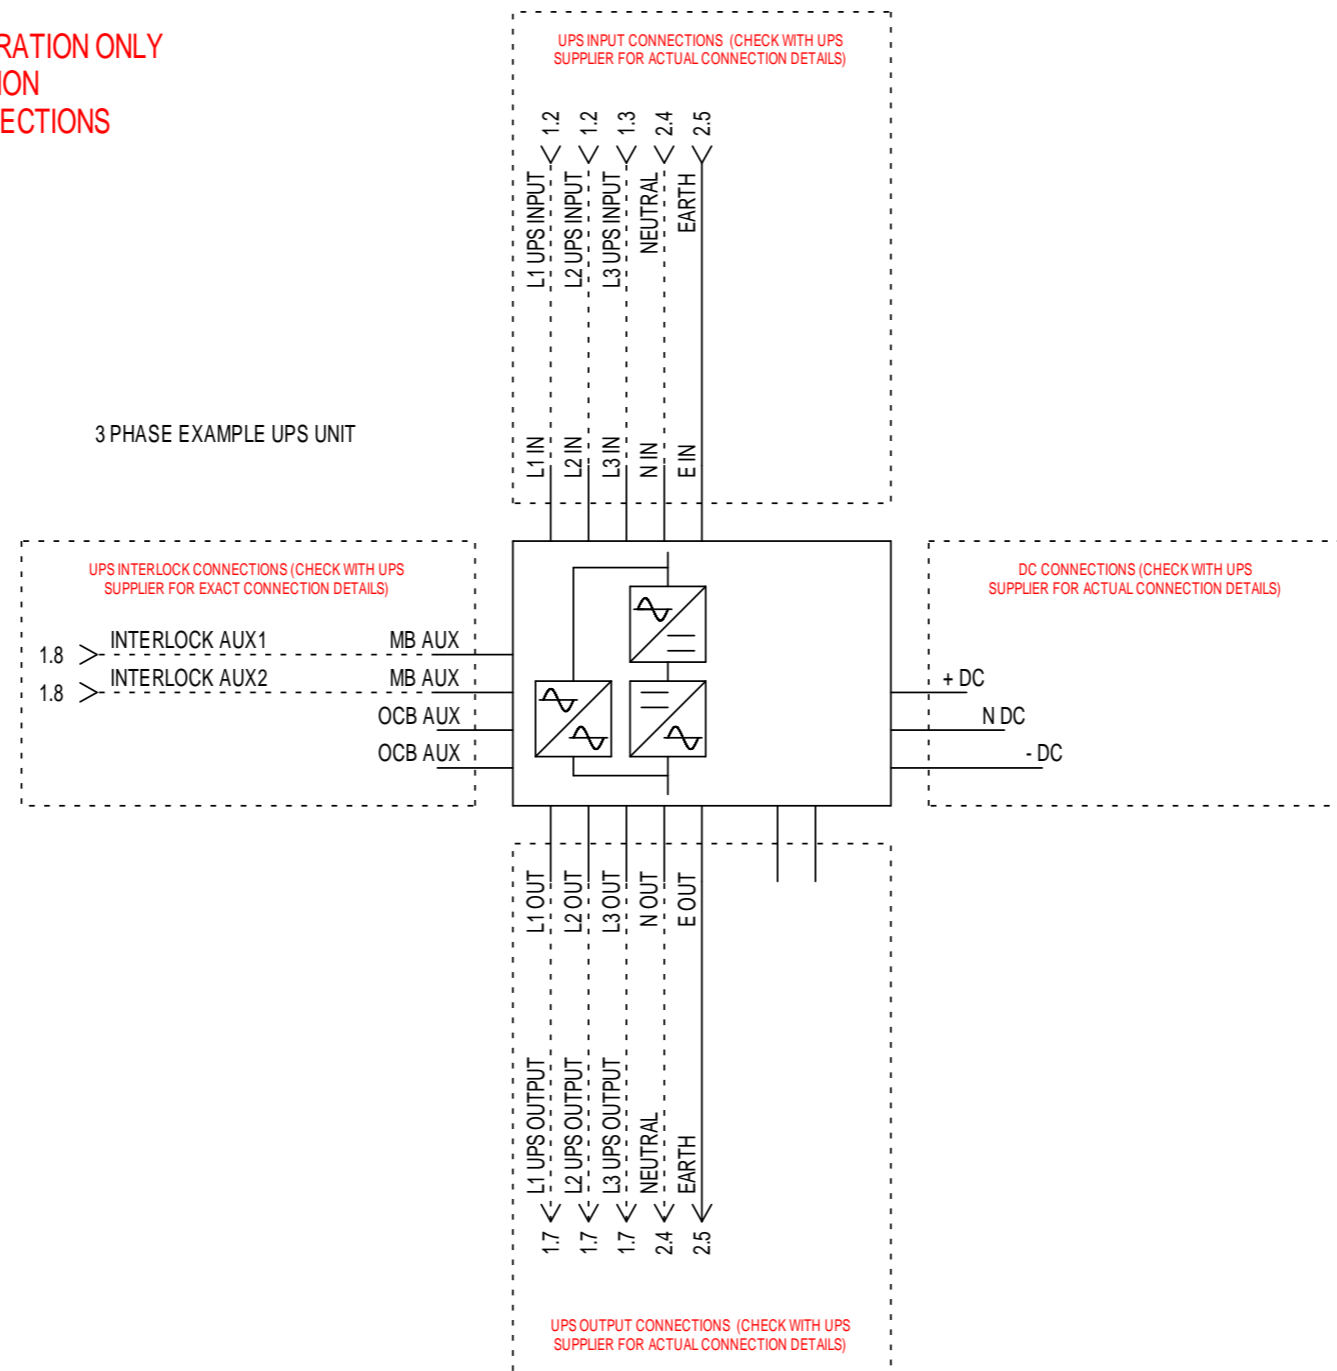 RATION ONLY
ION
ECTIONS
UPS INPUT CONNECTIONS (CHECK WITH UPS
SUPPLIER FOR ACTUAL CONNECTION DETAILS)
1.2
1.2
1.3
2.4
2.5
L1 UPS INPUT
L2 UPS INPUT
L3 UPS INPUT
NEUTRAL
EARTH
L1 IN
L2 IN
L3 IN
N IN
E IN
3 PHASE EXAMPLE UPS UNIT
UPS INTERLOCK CONNECTIONS (CHECK WITH UPS
SUPPLIER FOR EXACT CONNECTION DETAILS)
1.8 INTERLOCK AUX1 MB AUX
1.8 INTERLOCK AUX2 MB AUX
OCB AUX
OCB AUX
DC CONNECTIONS (CHECK WITH UPS
SUPPLIER FOR ACTUAL CONNECTION DETAILS)
+ DC
N DC
- DC
L1 OUT
L2 OUT
L3 OUT
N OUT
E OUT
L1 UPS OUTPUT
L2 UPS OUTPUT
L3 UPS OUTPUT
NEUTRAL
EARTH
1.7
1.7
1.7
2.4
2.5
UPS OUTPUT CONNECTIONS (CHECK WITH UPS
SUPPLIER FOR ACTUAL CONNECTION DETAILS)